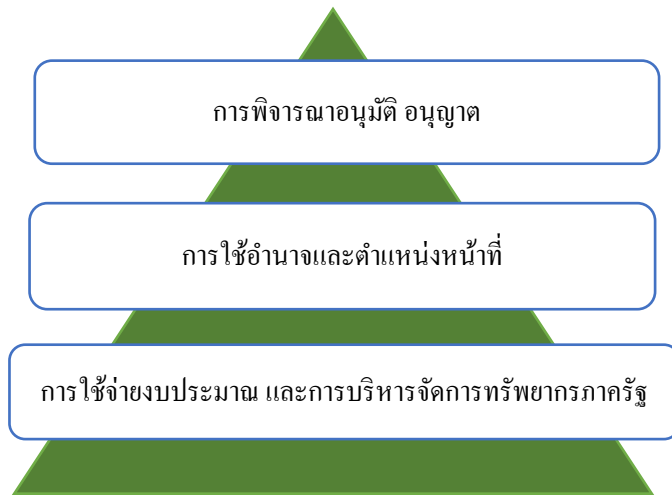 การพิจารณาอนุมัติ อนุญาต
การใช้อำนาจและตำแหน่งหน้าที่
การใช้จ่ายงบประมาณ และการบริหารจัดการทรัพยากรภาครัฐ